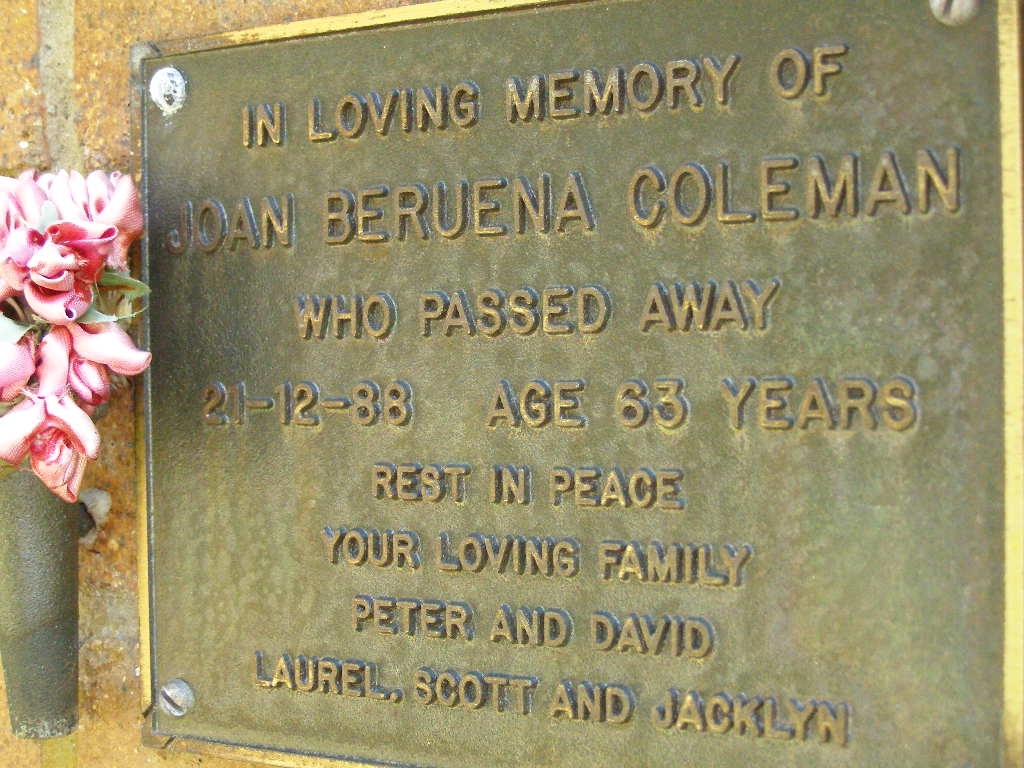 IN LOVING MEMORY OF
JOAN BERUENA COLEMAN
WHO PASSED AWAY
21-12-88 AGE 63 YEARS
REST IN PEACE
YOUR LOVING FAMILY
PETER AND DAVID
LAUREL, SCOTT AND JACKLYN